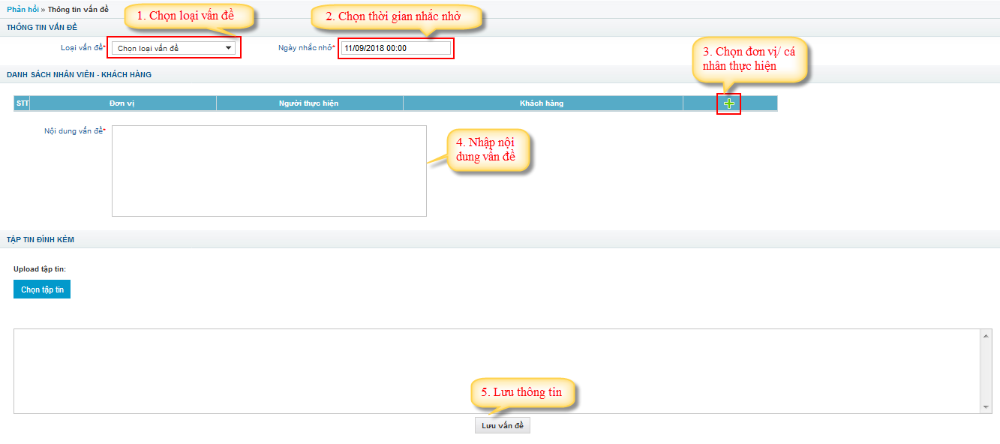 Phản hồi » Thông tin vấn đề
1. Chọn loại vấn đề
2. Chọn thời gian nhắc nhở
THÔNG TIN VẤN ĐỀ
Loại vấn đề*
Chọn loại vấn đề
Ngày nhắc nhở*
11/09/2018 00:00
3. Chọn đơn vị/ cá
nhân thực hiện
DANH SÁCH NHÂN VIÊN - KHÁCH HÀNG
STT Đơn vị Người thực hiện Khách hàng
Nội dung vấn đề*
4. Nhập nội
dung vấn đề
TẬP TIN ĐÍNH KÈM
Upload tập tin:
Chọn tập tin
5. Lưu thông tin
Lưu vấn đề